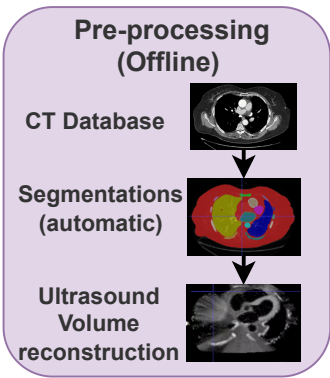 Pre-processing
(Offline)
CT Database
Segmentations
(automatic)
Ultrasound
Volume
reconstruction